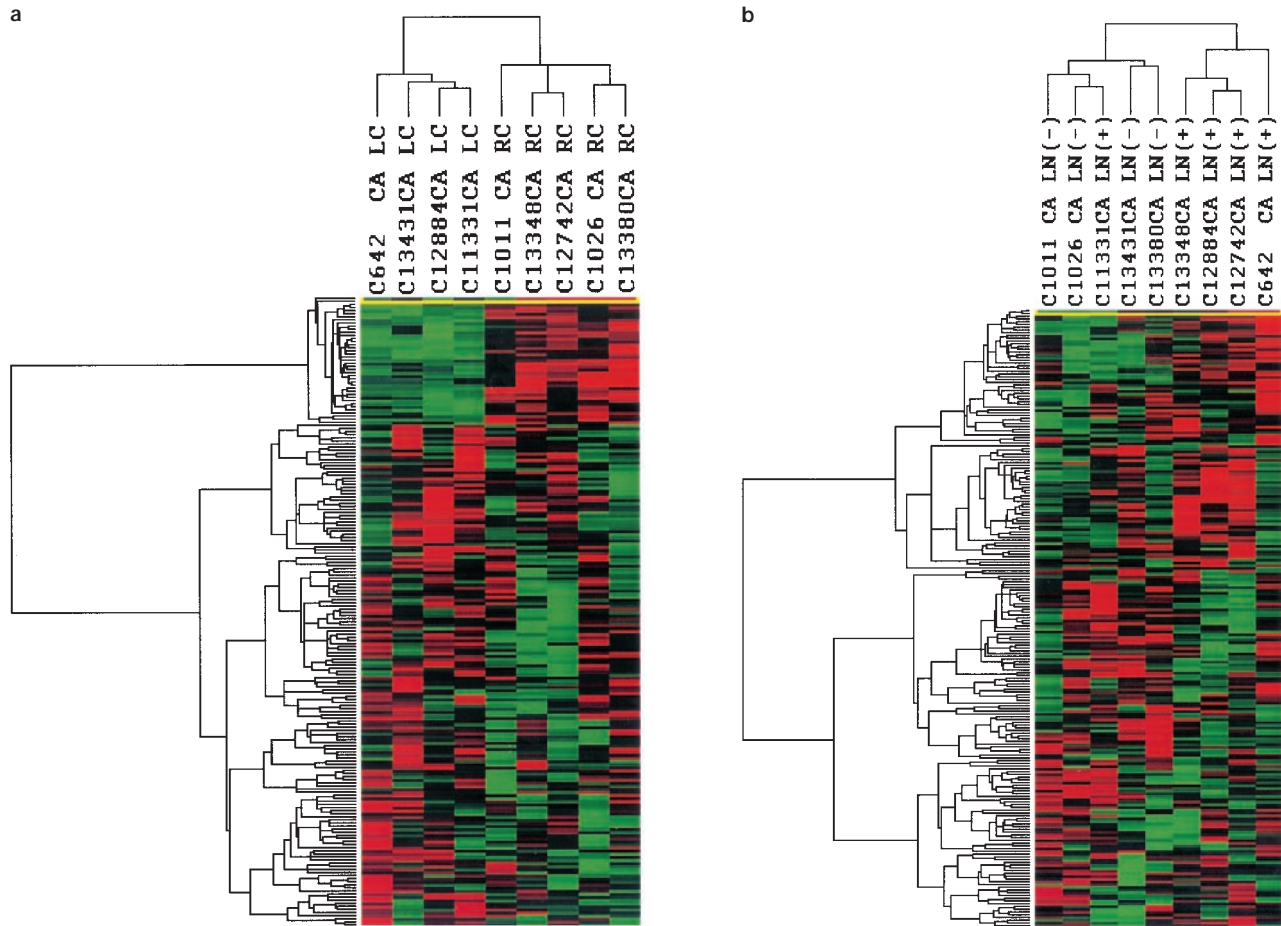 a
C642 CA LC
C13431CA LC
C12884CA LC
C11331CA LC
C1011 CA RC
C13348CA RC
C12742CA RC
C1026 CA RC
C13380CA RC
b
C1011 CA LN(-)
C1026 CA LN(-)
C11331CA LN(+)
C13431CA LN(-)
C13380CA LN(-)
C13348CA LN(+)
C12884CA LN(+)
C12742CA LN(+)
C642 CA LN(+)